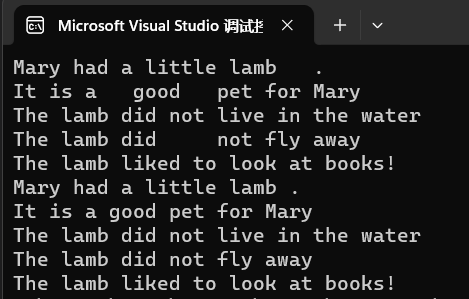 Microsoft Visual Studio 调试
Mary had a little lamb   .
It is a   good   pet for Mary
The lamb did not live in the water
The lamb did     not fly away
The lamb liked to look at books!
Mary had a little lamb .
It is a good pet for Mary
The lamb did not live in the water
The lamb did not fly away
The lamb liked to look at books!